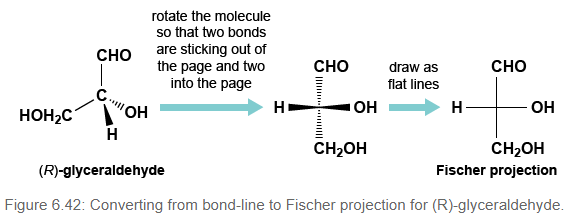 rotate the molecule
so that two bonds
are sticking out of
the page and two
into the page
CHO
C
HOH₂C
OH
H
(R)-glyceraldehyde
CHO
H
OH
CH₂OH
draw as
flat lines
CHO
H
OH
CH₂OH
Fischer projection
Figure 6.42: Converting from bond-line to Fischer projection for (R)-glyceraldehyde.